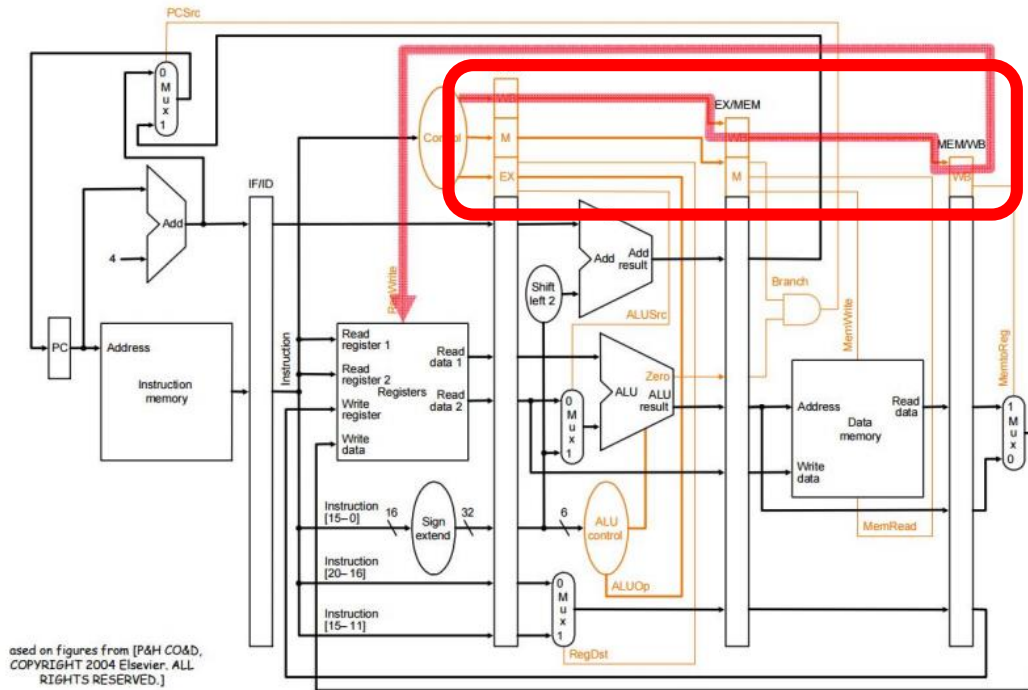 PCSrc
0
M
u
x
1
Control
WB
M
EX
EX/MEM
WB
M
MEM/WB
WB
IF/ID
Add
4
RegWrite
Add
Add
result
Shift
left 2
ALUSrc
Branch
MemWrite
MemtoReg
PC
Address
Instruction
memory
Instruction
Read
register 1
Read
register 2
Registers
Write
register
Write
data
Read
data 1
Read
data 2
0
M
u
x
1
Zero
ALU
ALU
result
Address
Read
data
Data
memory
Write
data
1
M
u
x
0
Instruction
[15–0]
16
Sign
extend
32
6
ALU
control
MemRead
Instruction
[20–16]
ALUOp
0
M
u
x
1
Instruction
[15–11]
RegDst
ased on figures from [P&H CO&D,
COPYRIGHT 2004 Elsevier. ALL
RIGHTS RESERVED.]